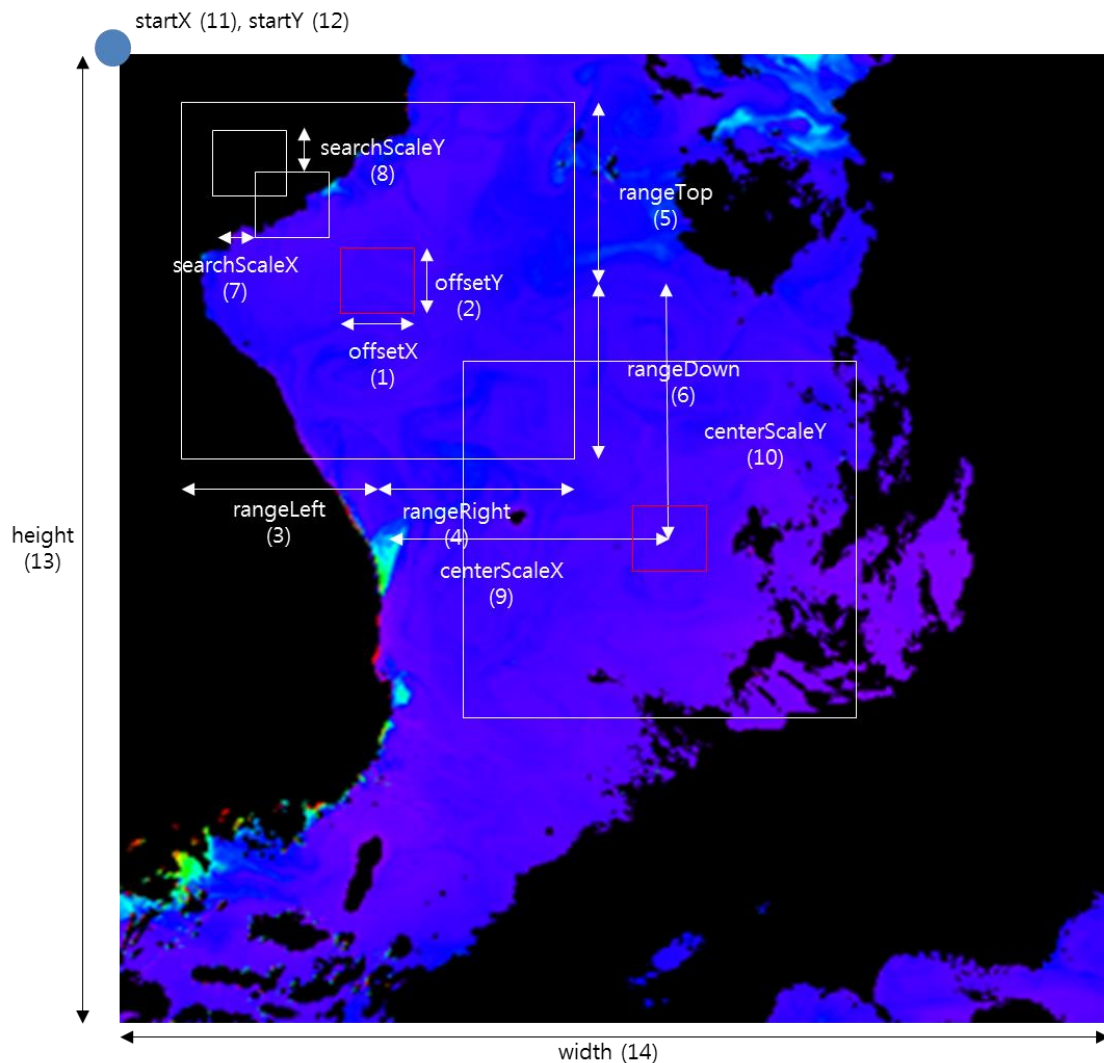 startX (11), startY (12)
searchScaleY
(8)
rangeTop
(5)
searchScaleX
(7)
offsetY
(2)
offsetX
(1)
rangeDown
(6)
centerScaleY
(10)
rangeLeft
(3)
rangeRight
(4)
height
(13)
centerScaleX
(9)
width (14)